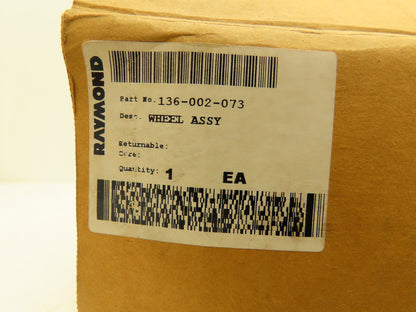 RAYMOND
Part No. 136-002-073
Desc. WHEEL ASSY
Returnable:
Core:
Quantity: 1 EA